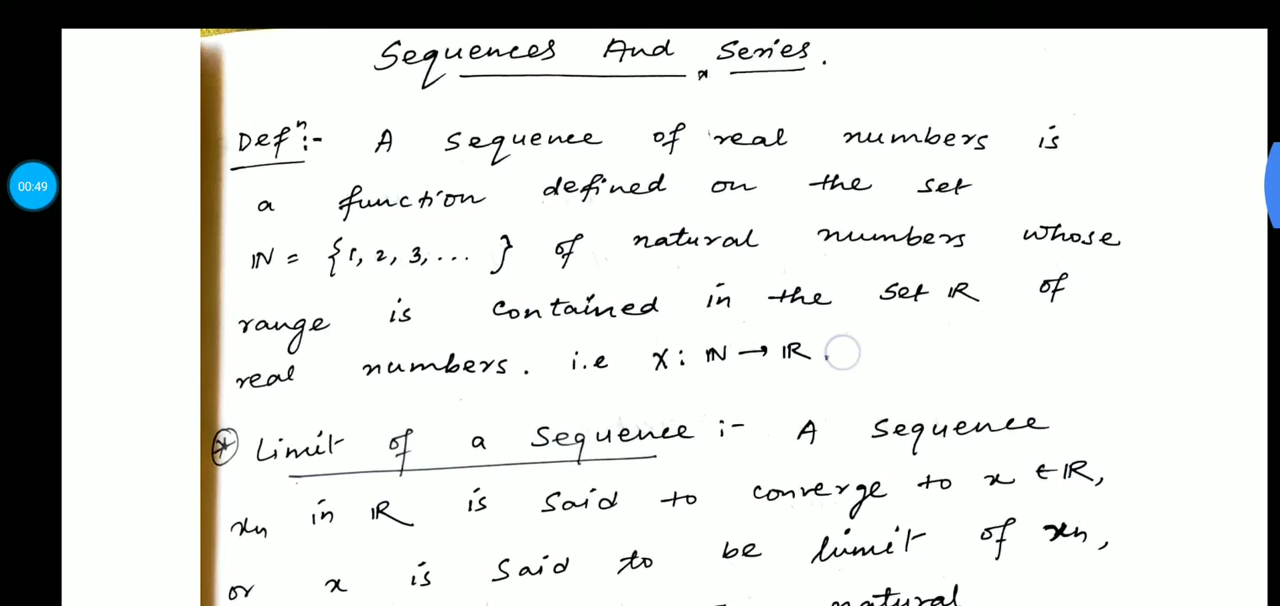 Sequences And Series.
Defⁿ:- A sequence of real numbers is
a function defined on the set
ℕ = {1, 2, 3, ... } of natural numbers whose
range is contained in the set ℝ of
real numbers. i.e X : ℕ → ℝ.
00:49
* Limit of a sequence :- A sequence
xn in ℝ is said to converge to x ∈ ℝ,
or x is said to be limit of xn,
natural